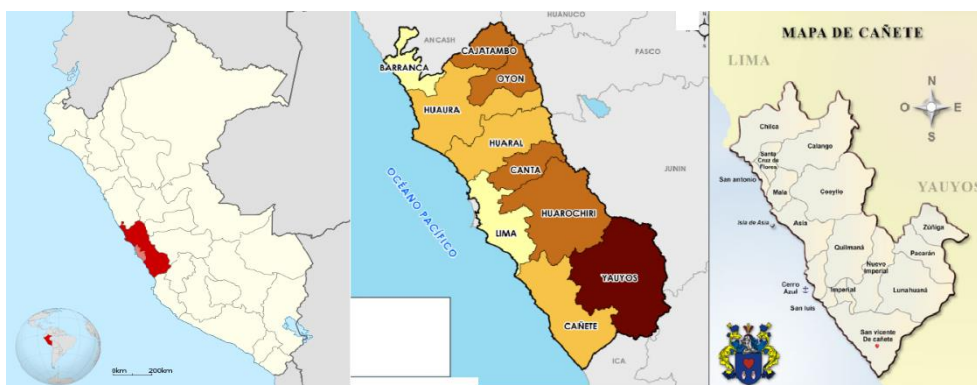 0km 200km
ANCASH
HUANUCO
PASCO
JUNIN
ICA
CAJATAMBO
BARRANCA
OYON
HUAURA
HUARAL
CANTA
HUAROCHIRI
LIMA
YAUYOS
CAÑETE
OCÉANO PACÍFICO
N
MAPA DE CAÑETE
LIMA
YAUYOS
N
O E
S
Chilca
Calango
Santa
Cruz de
Flores
San antonio
Mala
Coayllo
Isla de Asia
Asia
Zúñiga
Quilmaná
Pacarán
Nuevo
Imperial
Cerro
Azul
Imperial
Lunahuaná
San luis
San vicente
De cañete